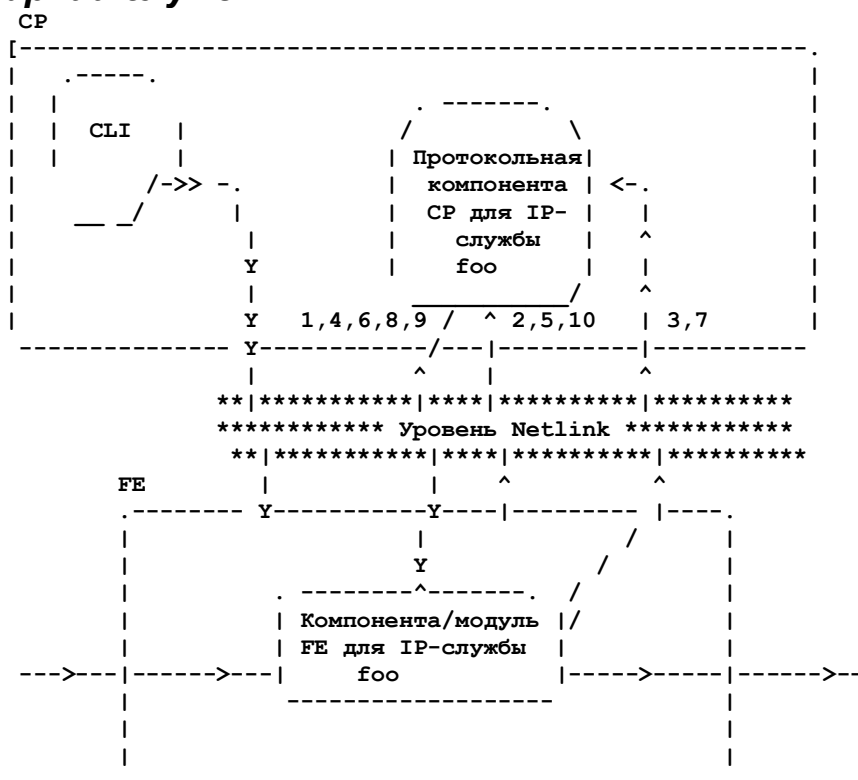 CP
CLI
Протокольная
компонента
CP для IP-
службы
foo
Y
Y 1,4,6,8,9 2,5,10 3,7
Y
Уровень Netlink
FE
Y Y
Y
Компонента/модуль
FE для IP-службы
foo